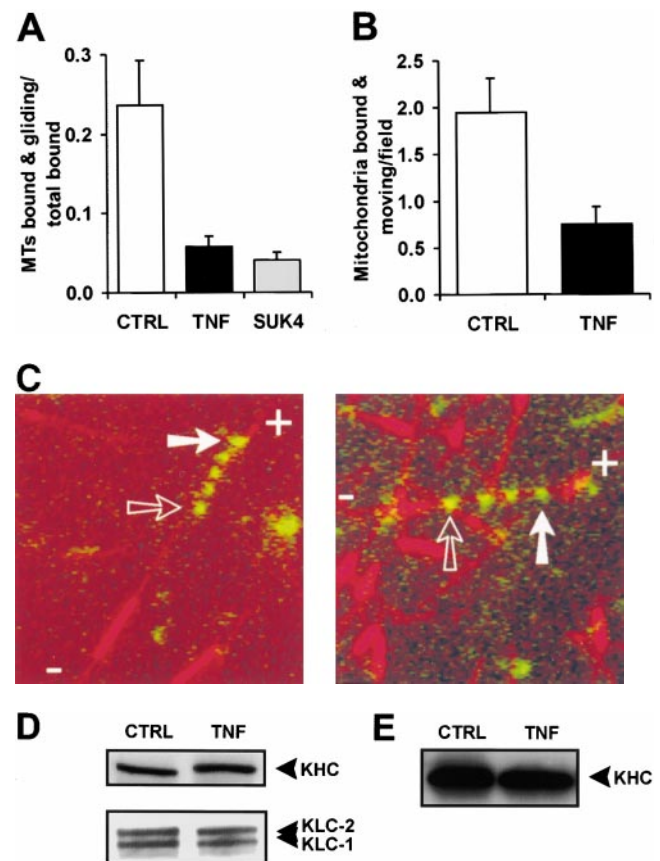 A
MTs bound & gliding/
total bound
0.3
0.2
0.1
0.0
CTRL TNF SUK4
B
Mitochondria bound &
moving/field
2.5
2.0
1.5
1.0
0.5
0.0
CTRL TNF
C
+
-
+
-
D
CTRL TNF
KHC
KLC-2
KLC-1
E
CTRL TNF
KHC